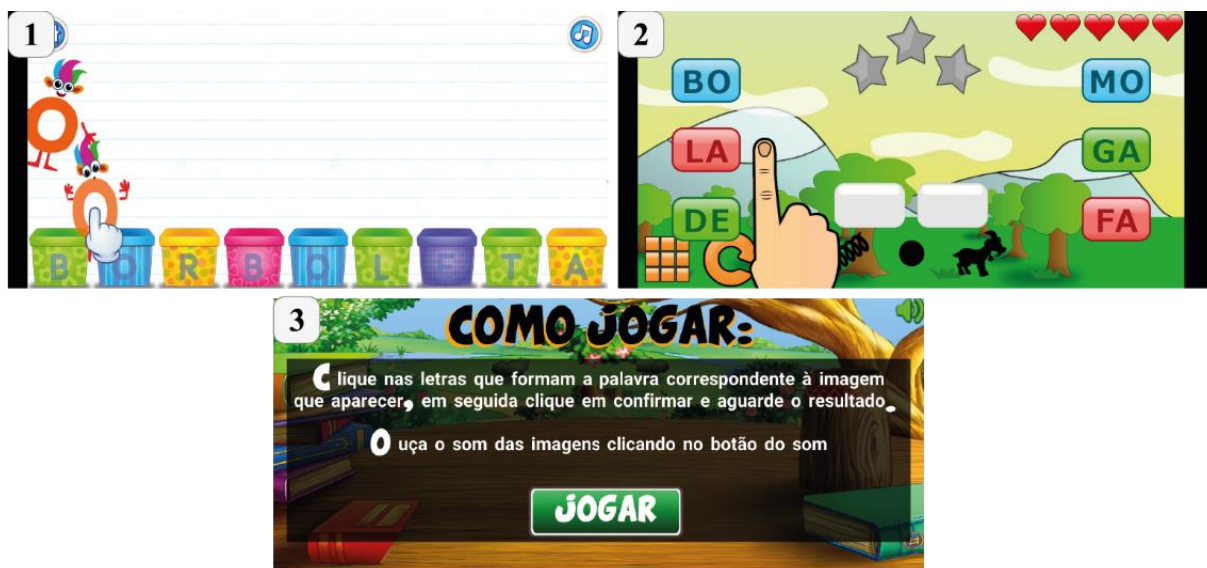 1
O
O
B O R B O L E T A
2
BO
MO
LA
GA
DE
FA
3
COMO JOGAR:
Clique nas letras que formam a palavra correspondente à imagem
que aparecer, em seguida clique em confirmar e aguarde o resultado.
Ouça o som das imagens clicando no botão do som
JOGAR